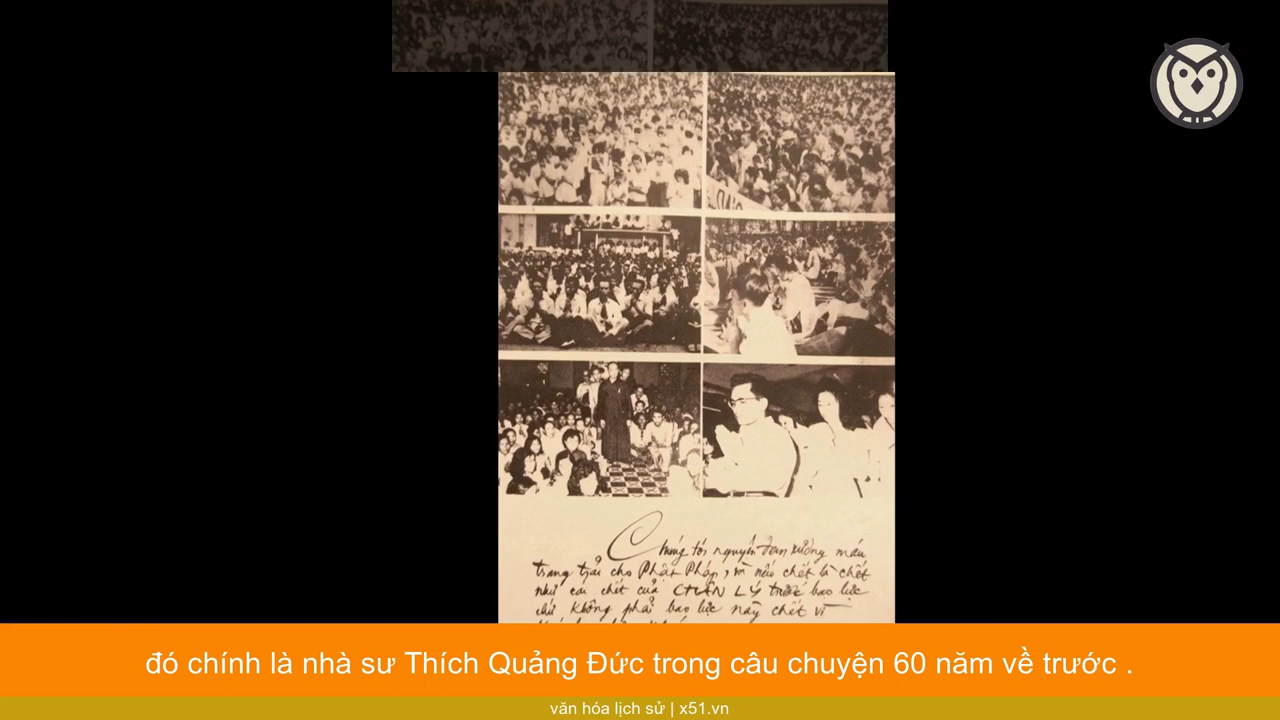 Chúng tôi nguyện đem xương máu
trang trải cho Phật Pháp, và nếu chết là chết
như cái chết của CHÂN LÝ trước bạo lực
chứ không phải bạo lực này chết vì
đó chính là nhà sư Thích Quảng Đức trong câu chuyện 60 năm về trước .
văn hóa lịch sử | x51.vn